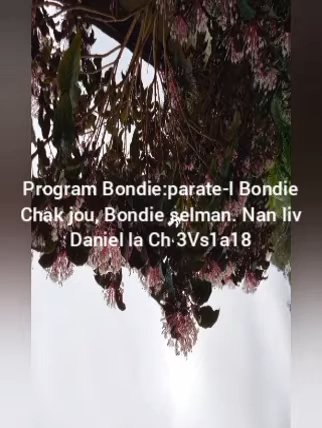 Program Bondie:parate-l Bondie
Chak jou, Bondie selman. Nan liv
Daniel la Ch 3Vs1a18